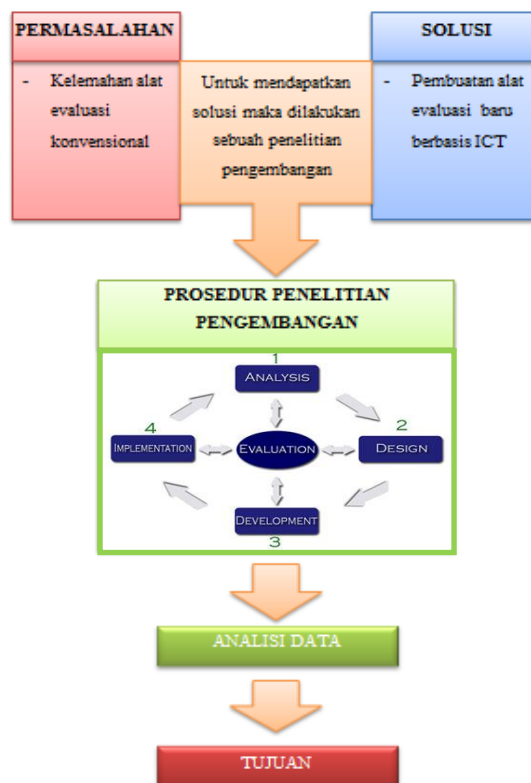 PERMASALAHAN
- Kelemahan alat
evaluasi
konvensional
Untuk mendapatkan
solusi maka dilakukan
sebuah penelitian
pengembangan
SOLUSI
- Pembuatan alat
evaluasi baru
berbasis ICT
PROSEDUR PENELITIAN
PENGEMBANGAN
1
ANALYSIS
4
IMPLEMENTATION
EVALUATION
2
DESIGN
DEVELOPMENT
3
ANALISI DATA
TUJUAN